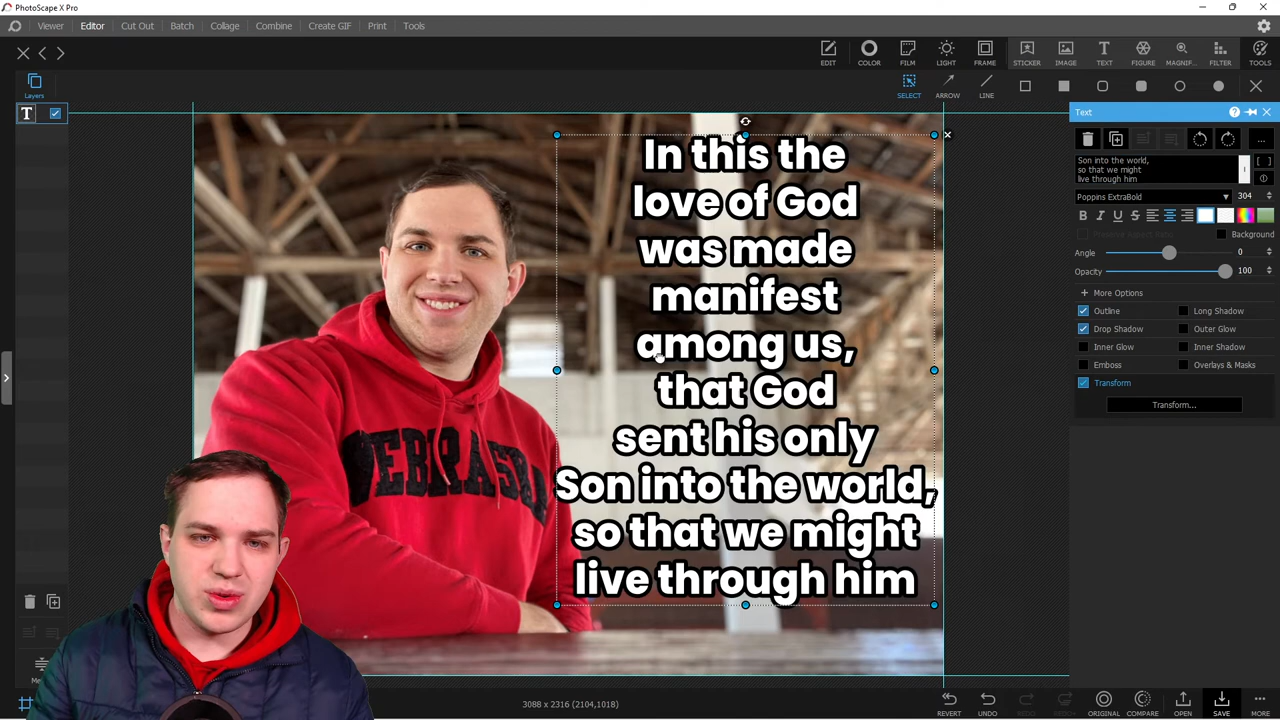 PhotoScape X Pro
Viewer Editor Cut Out Batch Collage Combine Create GIF Print Tools
EDIT COLOR FILM LIGHT FRAME STICKER IMAGE TEXT FIGURE MAGNIF.. FILTER TOOLS
Layers
SELECT ARROW LINE
T
Text
Son into the world,
so that we might
live through him
Poppins ExtraBold 304
B I U S
Background
Angle 0
Opacity 100
+ More Options
Outline Long Shadow
Drop Shadow Outer Glow
Inner Glow Inner Shadow
Emboss Overlays & Masks
Transform
Transform...
In this the
love of God
was made
manifest
among us,
that God
sent his only
Son into the world,
so that we might
live through him
NEBRASKA
3088 x 2316 (2104,1018)
REVERT UNDO ORIGINAL COMPARE OPEN SAVE MORE